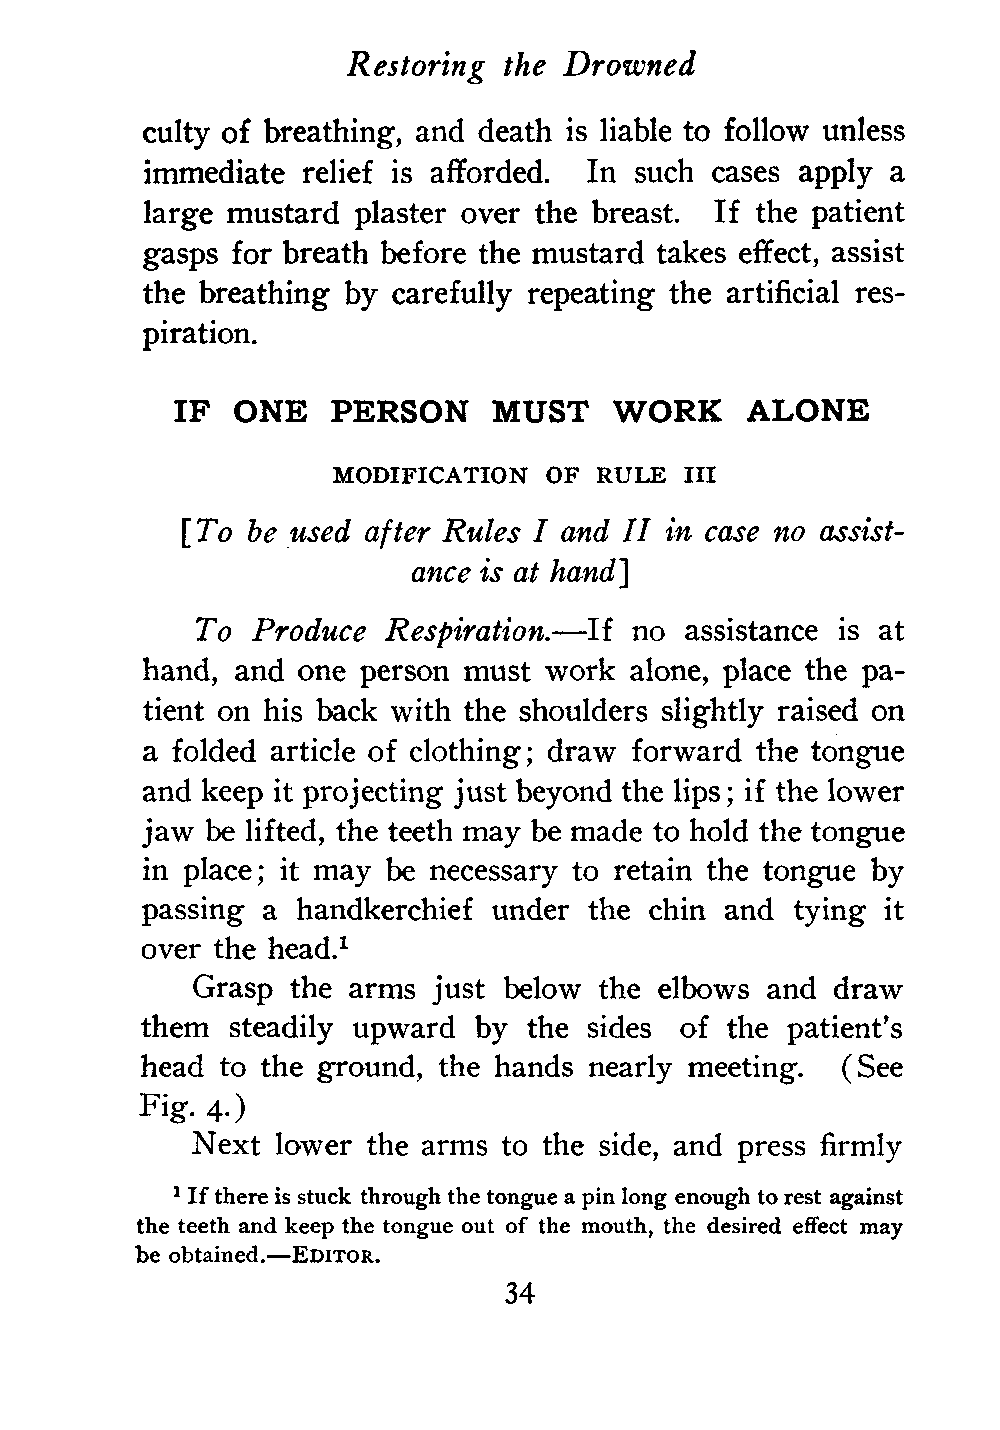 Restoring the Drowned
culty of breathing, and death is liable to follow unless
immediate relief is afforded. In such cases apply a
large mustard plaster over the breast. If the patient
gasps for breath before the mustard takes effect, assist
the breathing by carefully repeating the artificial res-
piration.
IF ONE PERSON MUST WORK ALONE
MODIFICATION OF RULE III
[To be used after Rules I and II in case no assist-
ance is at hand]
To Produce Respiration.—If no assistance is at
hand, and one person must work alone, place the pa-
tient on his back with the shoulders slightly raised on
a folded article of clothing; draw forward the tongue
and keep it projecting just beyond the lips; if the lower
jaw be lifted, the teeth may be made to hold the tongue
in place; it may be necessary to retain the tongue by
passing a handkerchief under the chin and tying it
over the head.¹
Grasp the arms just below the elbows and draw
them steadily upward by the sides of the patient's
head to the ground, the hands nearly meeting. (See
Fig. 4.)
Next lower the arms to the side, and press firmly
¹ If there is stuck through the tongue a pin long enough to rest against
the teeth and keep the tongue out of the mouth, the desired effect may
be obtained.—EDITOR.
34